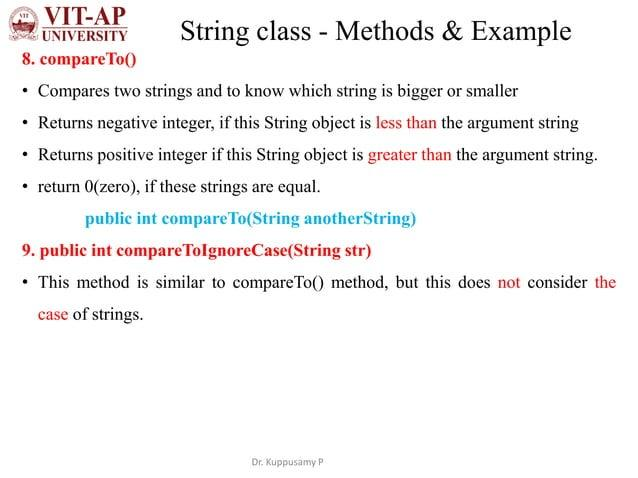 VIT-AP
UNIVERSITY
String class - Methods & Example
8. compareTo()
• Compares two strings and to know which string is bigger or smaller
• Returns negative integer, if this String object is less than the argument string
• Returns positive integer if this String object is greater than the argument string.
• return 0(zero), if these strings are equal.
public int compareTo(String anotherString)
9. public int compareToIgnoreCase(String str)
• This method is similar to compareTo() method, but this does not consider the
case of strings.
Dr. Kuppusamy P